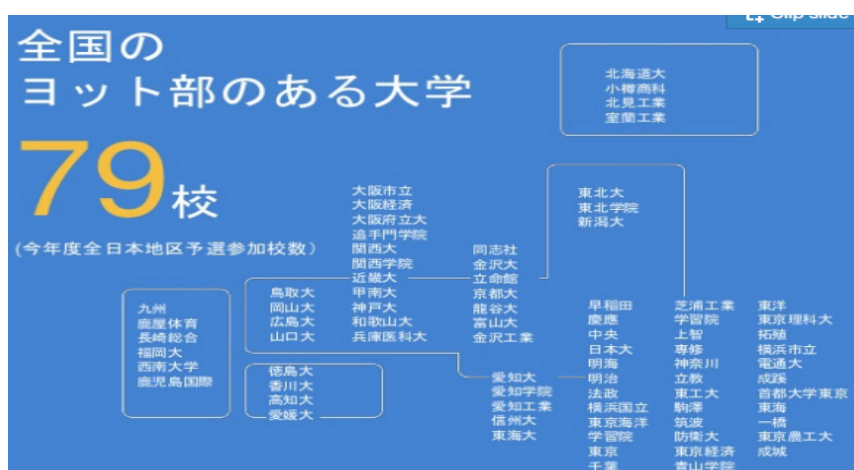 Clip slide
全国の
ヨット部のある大学
79校
(今年度全日本地区予選参加校数)
北海道大
小樽商科
北見工業
室蘭工業
東北大
東北学院
新潟大
大阪市立
大阪経済
大阪府立大
追手門学院
関西大
関西学院
近畿大
甲南大
神戸大
和歌山大
兵庫医科大
同志社
金沢大
立命館
京都大
龍谷大
富山大
金沢工業
鳥取大
岡山大
広島大
山口大
九州
鹿屋体育
長崎総合
福岡大
西南大学
鹿児島国際
徳島大
香川大
高知大
愛媛大
愛知大
愛知学院
愛知工業
信州大
東海大
早稲田
慶應
中央
日本大
明海
明治
法政
横浜国立
東京海洋
学習院
東京
千葉
芝浦工業
学習院
上智
専修
神奈川
立教
東工大
駒澤
筑波
防衛大
東京経済
青山学院
東洋
東京理科大
拓殖
横浜市立
電通大
成蹊
首都大学東京
東海
一橋
東京農工大
成城